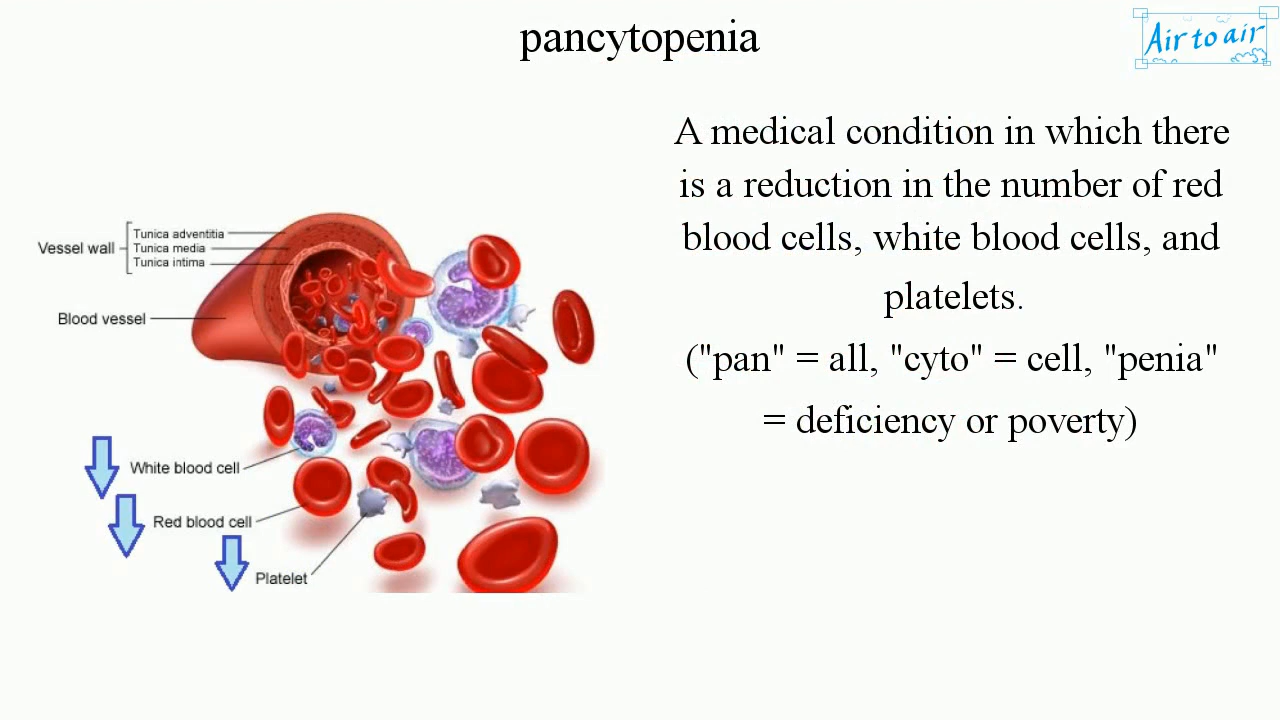 pancytopenia
Air to air
A medical condition in which there
is a reduction in the number of red
blood cells, white blood cells, and
platelets.
("pan" = all, "cyto" = cell, "penia"
= deficiency or poverty)
Vessel wall
Tunica adventitia
Tunica media
Tunica intima
Blood vessel
White blood cell
Red blood cell
Platelet